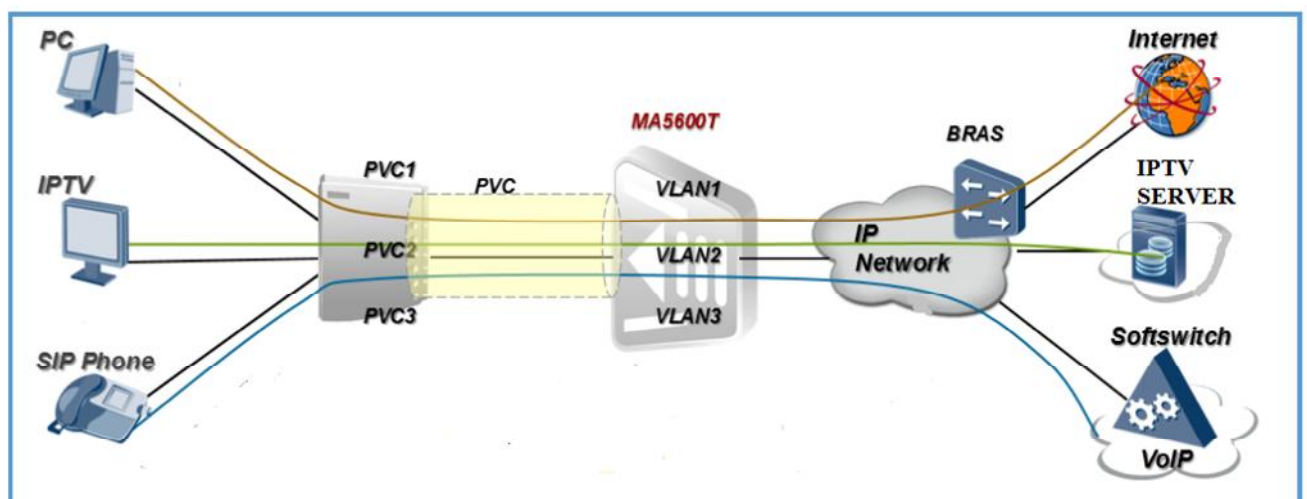 PC
Internet
MA5600T
BRAS
PVC1
PVC
VLAN1
IPTV
IPTV
SERVER
PVC2
VLAN2
IP
Network
PVC3
VLAN3
SIP Phone
Softswitch
VoIP